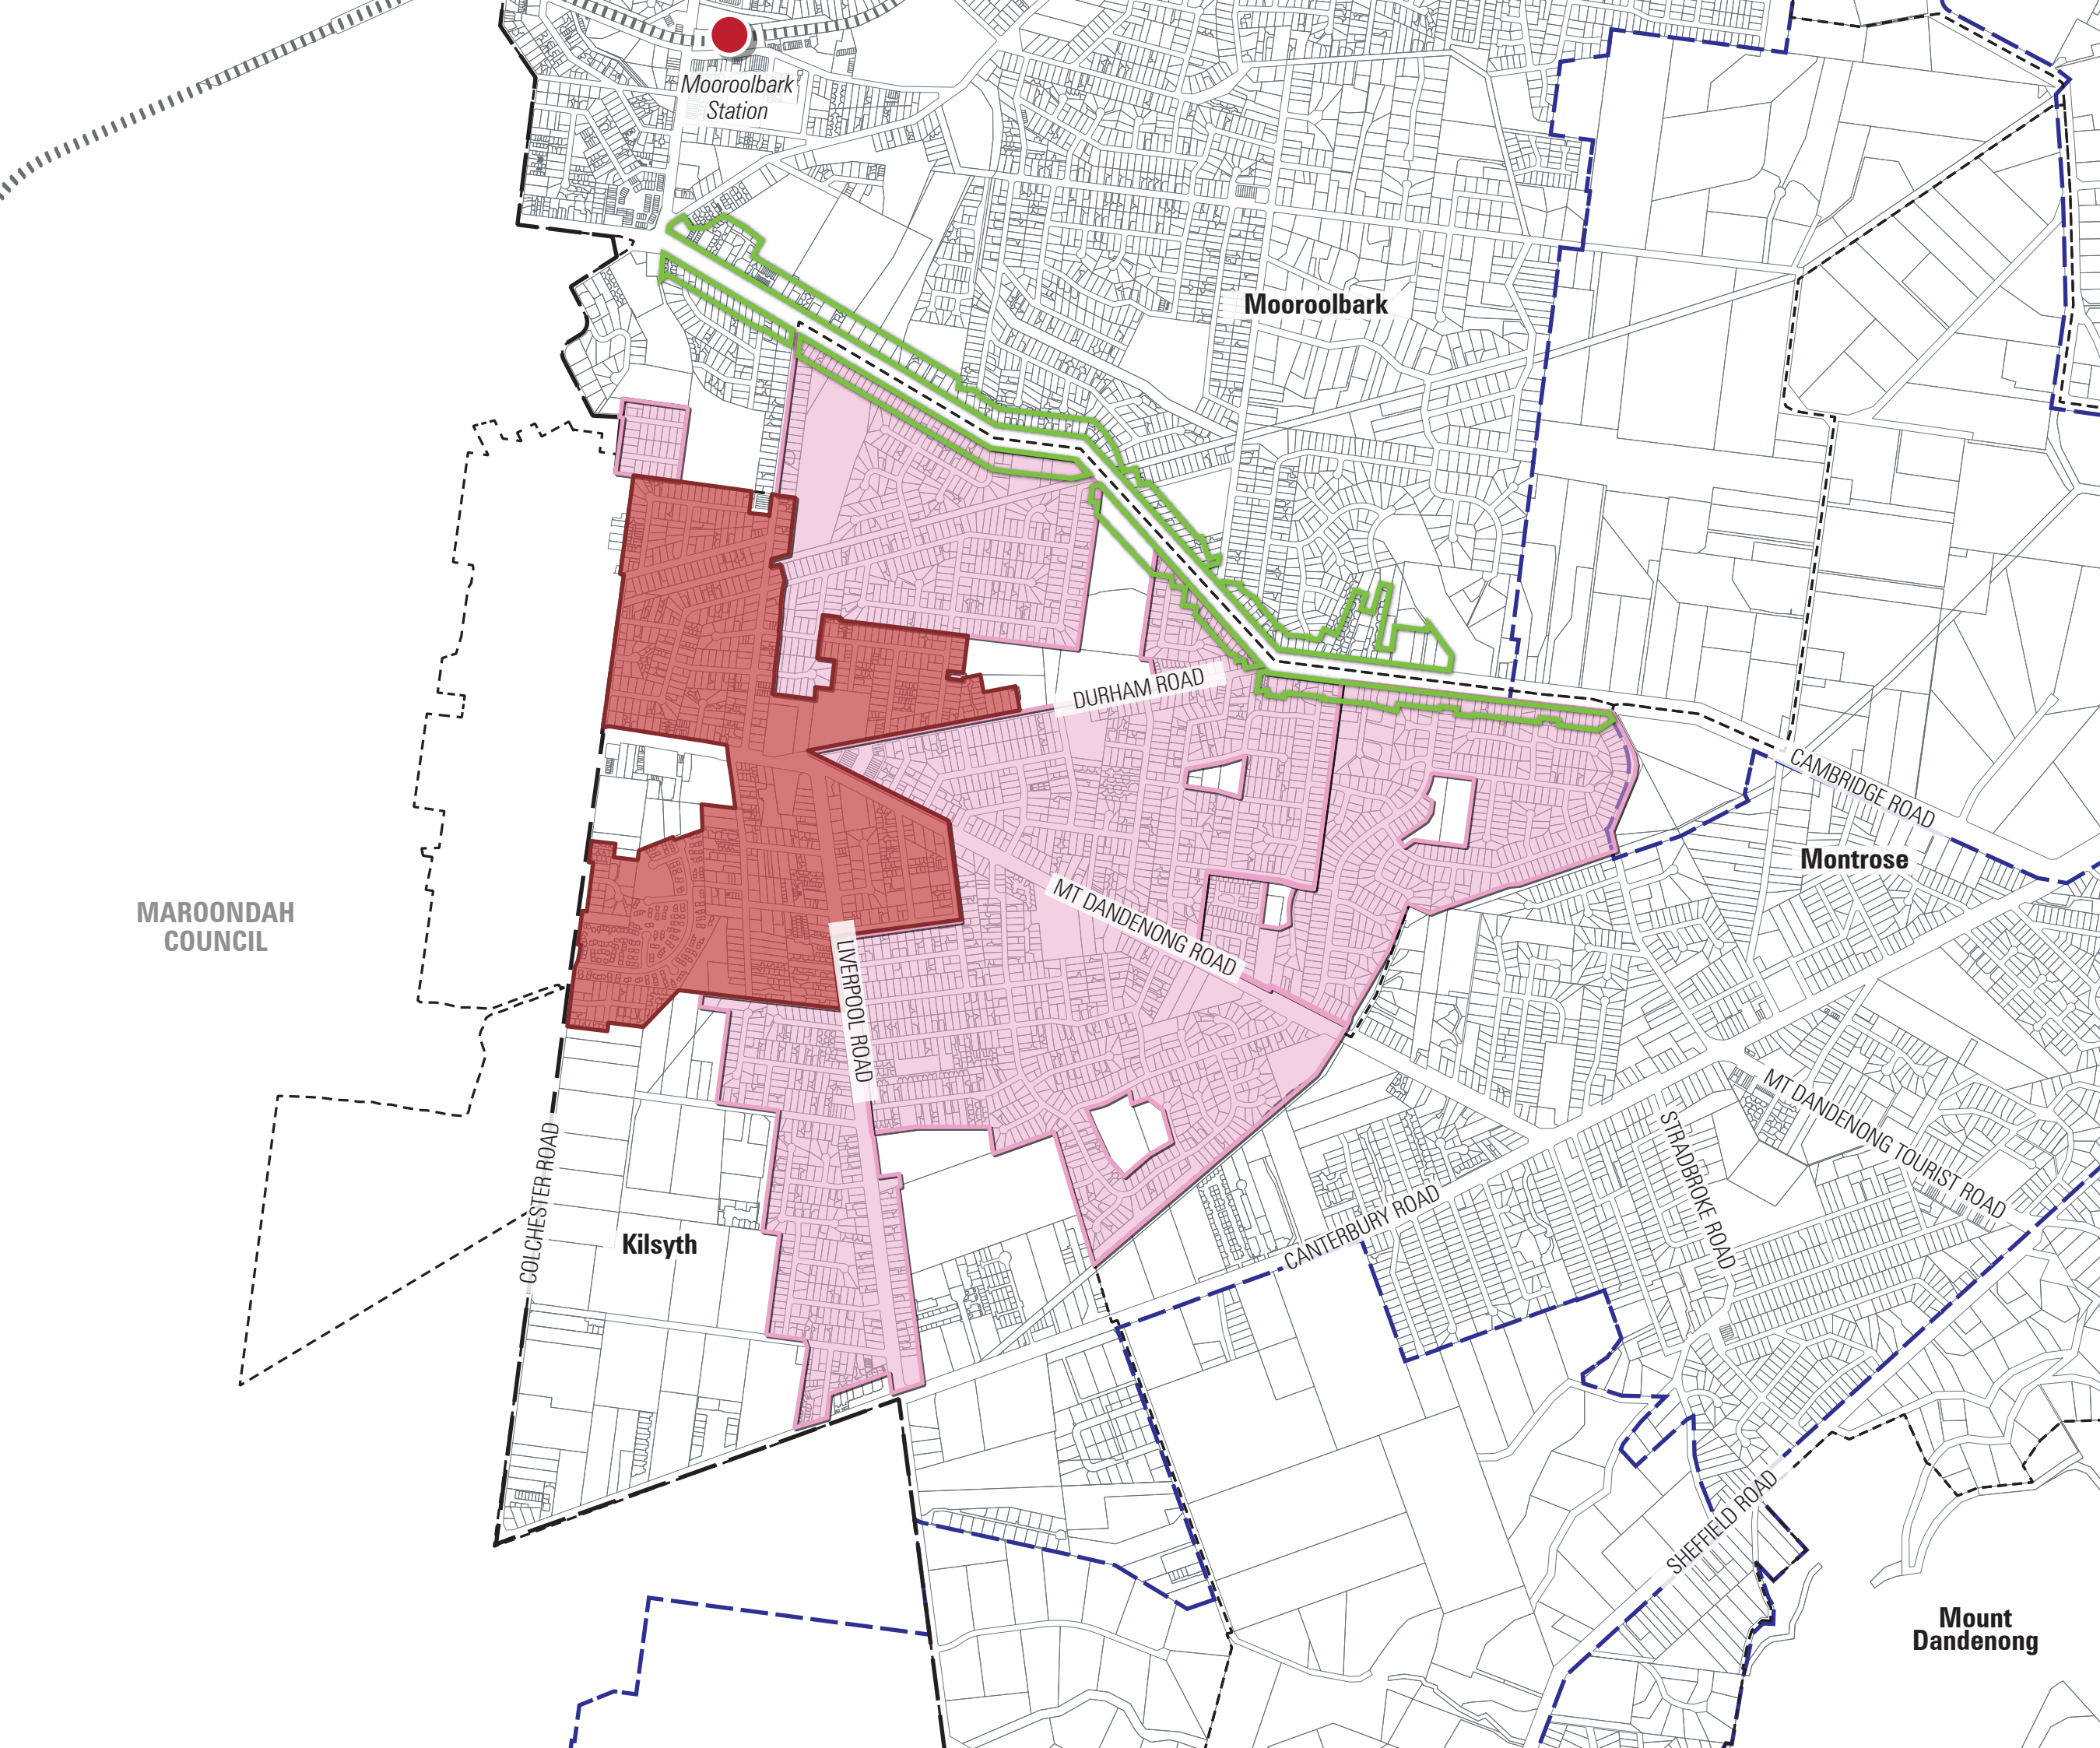 Mooroolbark
Station
Mooroolbark
DURHAM ROAD
CAMBRIDGE ROAD
Montrose
MAROONDAH
COUNCIL
MT DANDENONG ROAD
LIVERPOOL ROAD
MT DANDENONG TOURIST ROAD
STRADBROKE ROAD
COLCHESTER ROAD
Kilsyth
CANTERBURY ROAD
SHEFFIELD ROAD
Mount
Dandenong